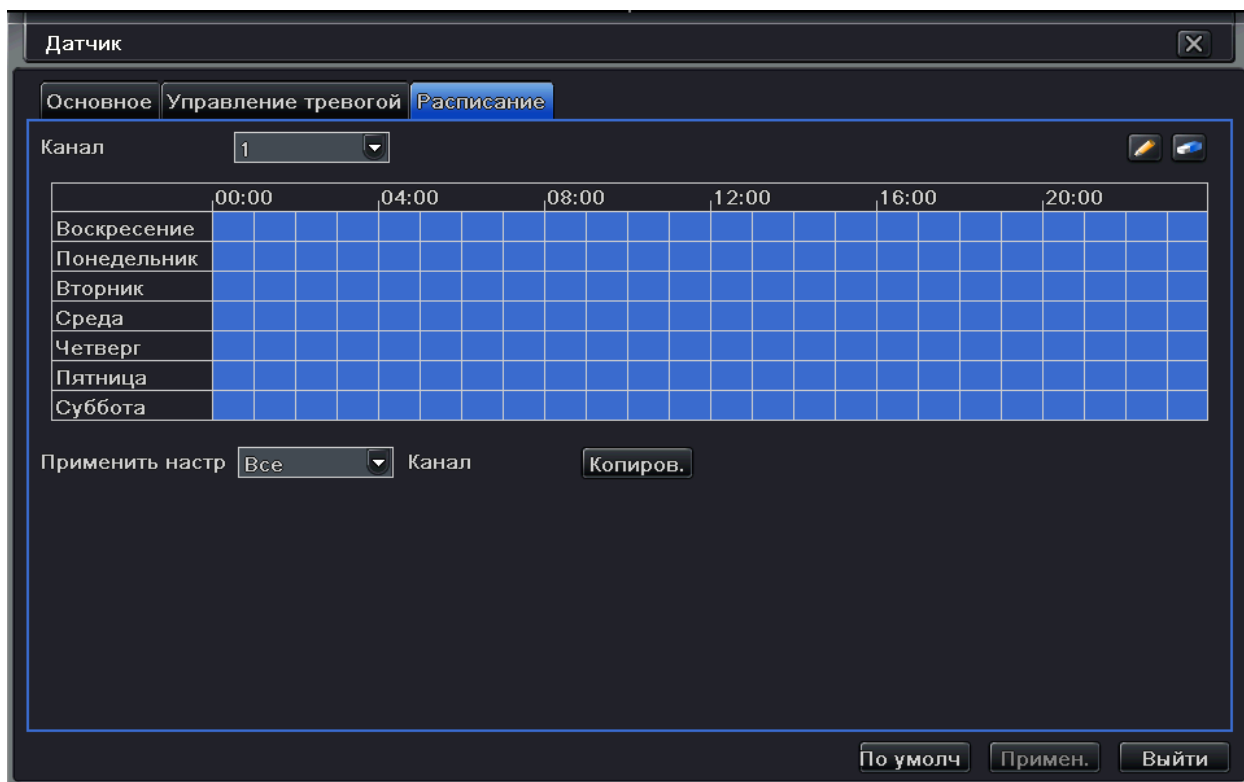 Датчик
Основное Управление тревогой Расписание
Канал 1
00:00 04:00 08:00 12:00 16:00 20:00
Воскресение
Понедельник
Вторник
Среда
Четверг
Пятница
Суббота
Применить настр Все Канал Копиров.
По умолч Примен. Выйти